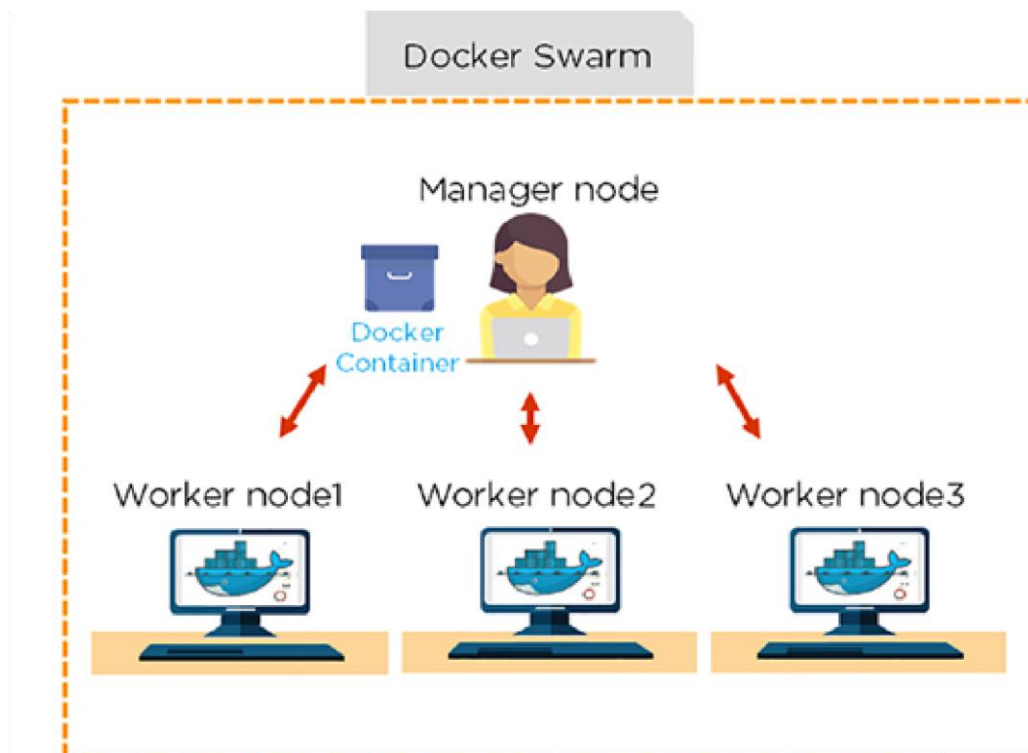 Docker Swarm
Manager node
Docker
Container
Worker node1
Worker node2
Worker node3